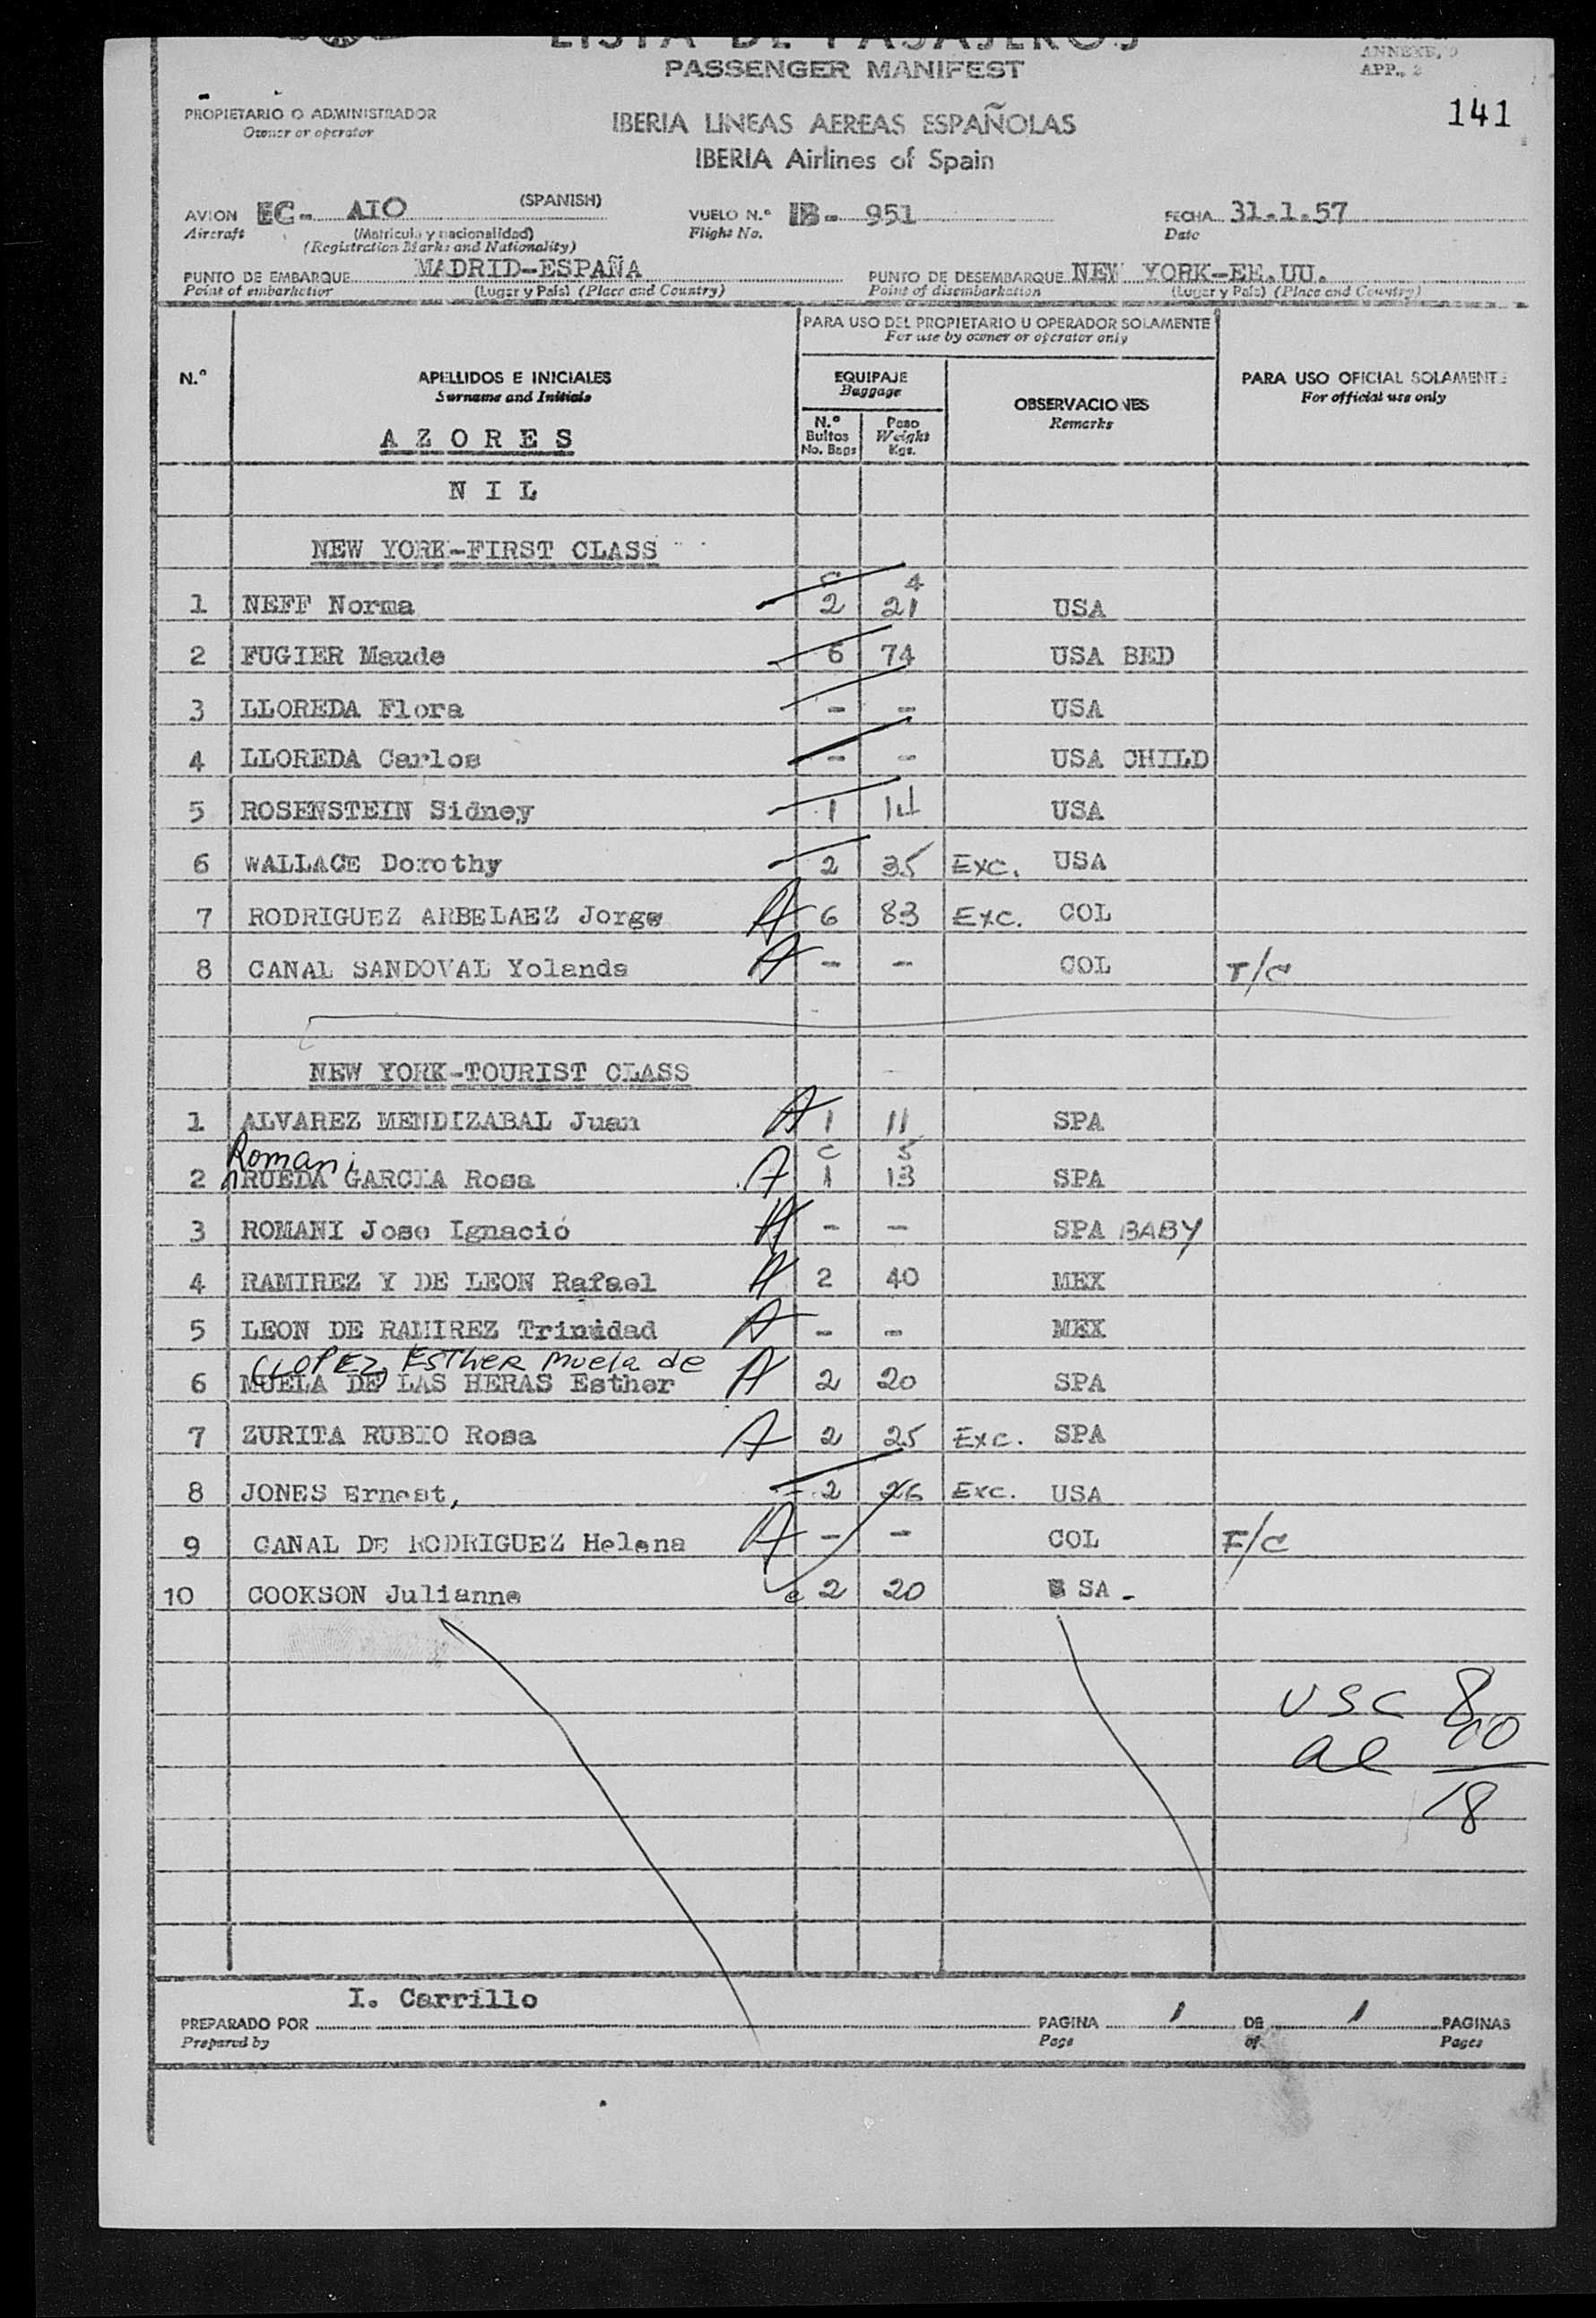 LISTA DE PASAJEROS
PASSENGER MANIFEST
ANNEXE, 9
APP., 2
141
PROPIETARIO O ADMINISTRADOR
Owner or operator
IBERIA LINEAS AEREAS ESPAÑOLAS
IBERIA Airlines of Spain
AVION EC- AIO (SPANISH) VUELO N.º IB- 951 FECHA 31.1.57
Aircraft (Matricula y nacionalidad) Flight No. Date
(Registration Marks and Nationality)
PUNTO DE EMBARQUE MADRID-ESPAÑA PUNTO DE DESEMBARQUE NEW YORK-EE.UU.
Point of embarkation (Lugar y País) (Place and Country) Point of disembarkation (Lugar y País) (Place and Country)
PARA USO DEL PROPIETARIO U OPERADOR SOLAMENTE
For use by owner or operator only
N.º APELLIDOS E INICIALES EQUIPAJE OBSERVACIONES PARA USO OFICIAL SOLAMENTE
Surname and Initials Baggage Remarks For official use only
N.º Bultos Peso
No. Bags Weight Kgs.
AZORES
NIL
NEW YORK-FIRST CLASS
C 4
1 NEFF Norma 2 21 USA
2 FUGIER Maude 6 74 USA BED
3 LLOREDA Flora - - USA
4 LLOREDA Carlos - - USA CHILD
5 ROSENSTEIN Sidney 1 14 USA
6 WALLACE Dorothy 2 35 Exc. USA
7 RODRIGUEZ ARBELAEZ Jorge A 6 83 Exc. COL
8 CANAL SANDOVAL Yolanda A - - COL T/C
NEW YORK-TOURIST CLASS
1 ALVAREZ MENDIZABAL Juan A 1 11 SPA
Romani C 5
2 RUEDA GARCIA Rosa A 1 13 SPA
3 ROMANI Jose Ignacio A - - SPA BABY
4 RAMIREZ Y DE LEON Rafael A 2 40 MEX
5 LEON DE RAMIREZ Trinidad A - - MEX
(LOPEZ, ESTHER Muela de
6 MUELA DE LAS HERAS Esther A 2 20 SPA
7 ZURITA RUBIO Rosa A 2 25 Exc. SPA
8 JONES Ernest, 2 26 Exc. USA
9 CANAL DE RODRIGUEZ Helena A - - COL F/C
10 COOKSON Julianne c 2 20 USA -
USC 8
al 10
18
I. Carrillo
PREPARADO POR PAGINA 1 DE 1 PAGINAS
Prepared by Page of Pages